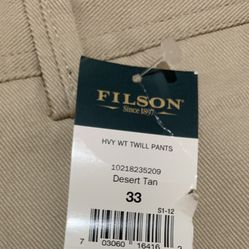 FILSON
Since 1897
HVY WT TWILL PANTS
10218235209
Desert Tan
33
S1-12
7 03060 16416 2